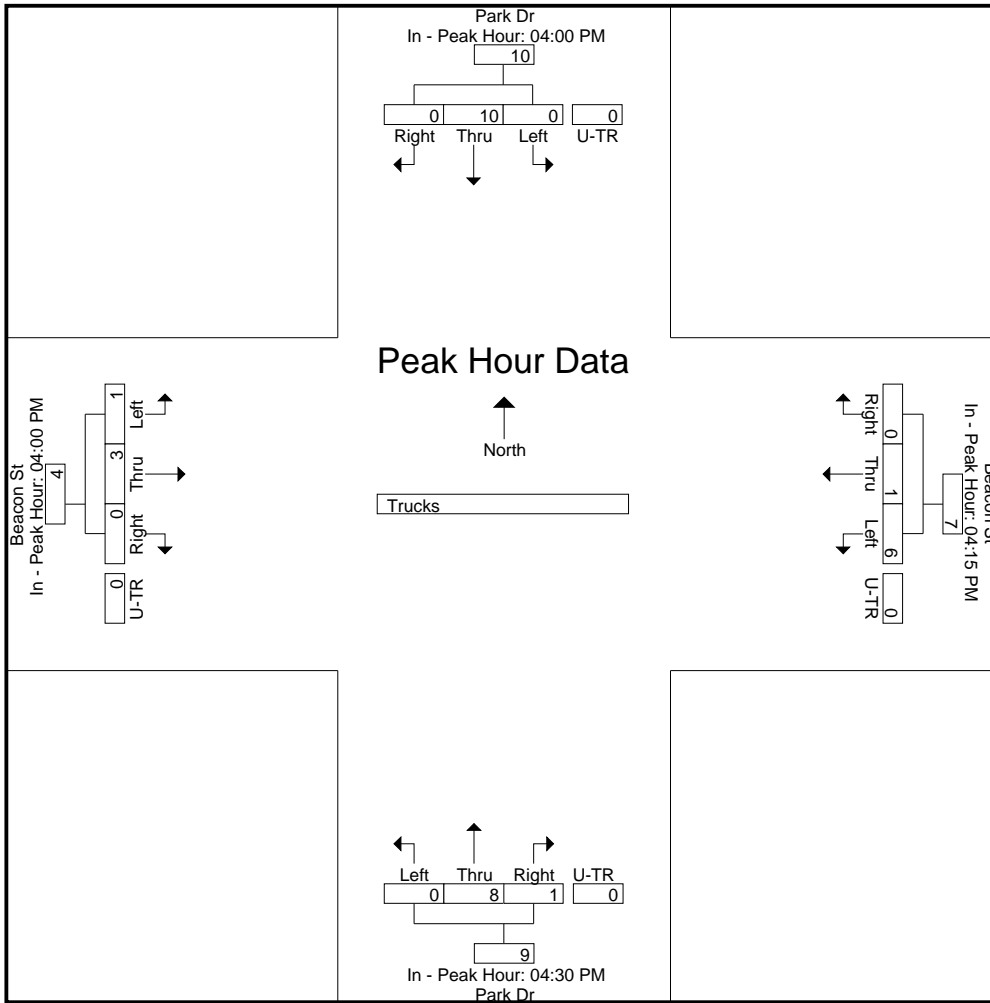 Park Dr
In - Peak Hour: 04:00 PM
10
0 10 0 0
Right Thru Left U-TR
Peak Hour Data
North
Trucks
Beacon St
In - Peak Hour: 04:00 PM
4
1 3 0 0
Left Thru Right U-TR
Beacon St
In - Peak Hour: 04:15 PM
7
0 1 6 0
Right Thru Left U-TR
Left Thru Right U-TR
0 8 1 0
9
In - Peak Hour: 04:30 PM
Park Dr